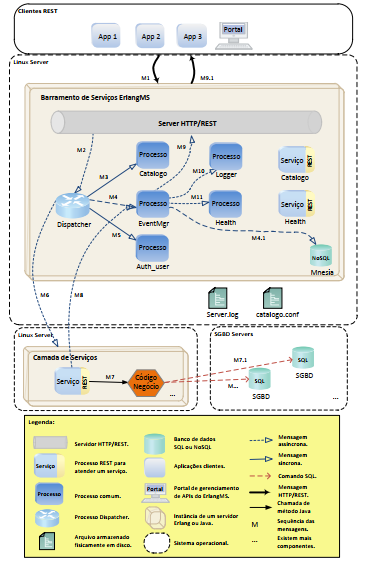 Clientes REST
App 1
App 2
App 3
Portal
Linux Server
M1
M9.1
Barramento de Serviços ErlangMS
Server HTTP/REST
M2
M9
Processo
Catalogo
M3
M10
Processo
Logger
Serviço
REST
Catalogo
M4
Processo
EventMgr
M11
Processo
Health
Serviço
REST
Health
Dispatcher
M5
Processo
Auth_user
M4.1
NoSQL
Mnesia
M6
M8
Server.log
catalogo.conf
Linux Server
Camada de Serviços
Serviço
REST
M7
Código
Negócio
...
SGBD Servers
M7.1
SQL
SGBD
M...
SQL
SGBD
...
Legenda:
Servidor HTTP/REST.
Banco de dados
SQL ou NoSQL
Mensagem
assíncrona.
Serviço
REST
Processo REST para
atender um serviço.
Aplicações clientes.
Mensagem
síncrona.
Comando SQL.
Processo
Processo comum.
Portal
Portal de gerenciamento
de APIs do ErlangMS.
Mensagem
HTTP/REST.
Processo Dispatcher.
Instância de um servidor
Erlang ou Java.
Chamada de
método Java
M
Sequência das
mensagens.
Arquivo armazenado
fisicamente em disco.
Sistema operacional.
...
Existem mais
componentes.